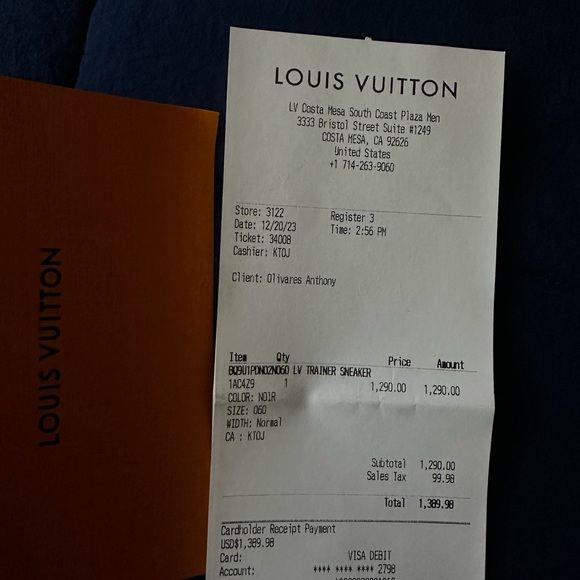 LOUIS VUITTON
LOUIS VUITTON
LV Costa Mesa South Coast Plaza Men
3333 Bristol Street Suite #1249
COSTA MESA, CA 92626
United States
+1 714-263-9060
Store: 3122 Register 3
Date: 12/20/23 Time: 2:56 PM
Ticket: 34008
Cashier: KTOJ
Client: Olivares Anthony
Item Qty Price Amount
BQ9U1PDN02N060 LV TRAINER SNEAKER
1AC4Z9 1 1,290.00 1,290.00
COLOR: NOIR
SIZE: 060
WIDTH: Normal
CA : KTOJ
Subtotal 1,290.00
Sales Tax 99.98
Total 1,389.98
Cardholder Receipt Payment
USD$1,389.98
Card: VISA DEBIT
Account: **** **** **** 2798